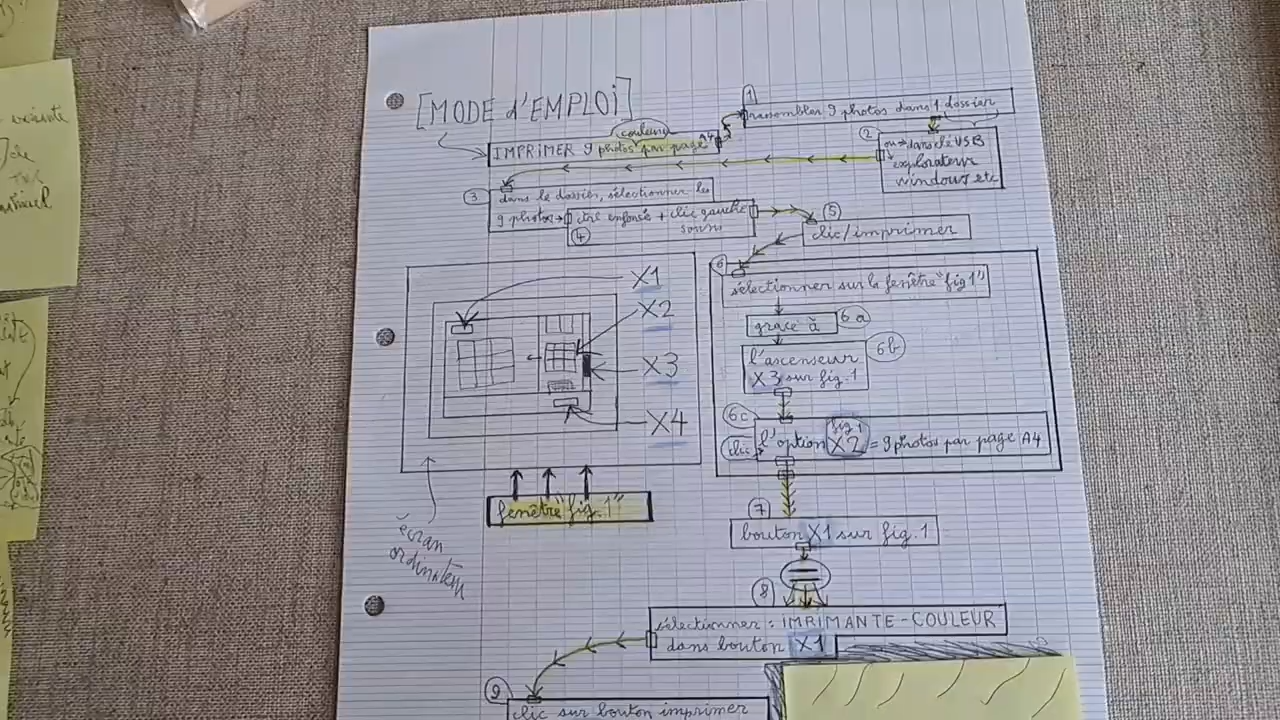 [MODE d'EMPLOi]
couleur
IMPRIMER 9 photos par page A4
1
rassembler 9 photos dans 1 dossier
2
ou → dans clé USB
explorateur
windows etc
3
dans le dossier, sélectionner les
9 photos → ctrl enfoncé + clic gauche
souris
4
5
clic/imprimer
6
sélectionner sur la fenêtre "fig 1"
grace à
6a
l'ascenseur
X3 sur fig. 1
6b
6c
clic
fig 1
l'option X2 = 9 photos par page A4
X1
X2
X3
X4
fenêtre "fig. 1"
écran
ordinateur
7
bouton X1 sur fig. 1
8
sélectionner : IMPRIMANTE-COULEUR
dans bouton X1
9
clic sur bouton imprimer